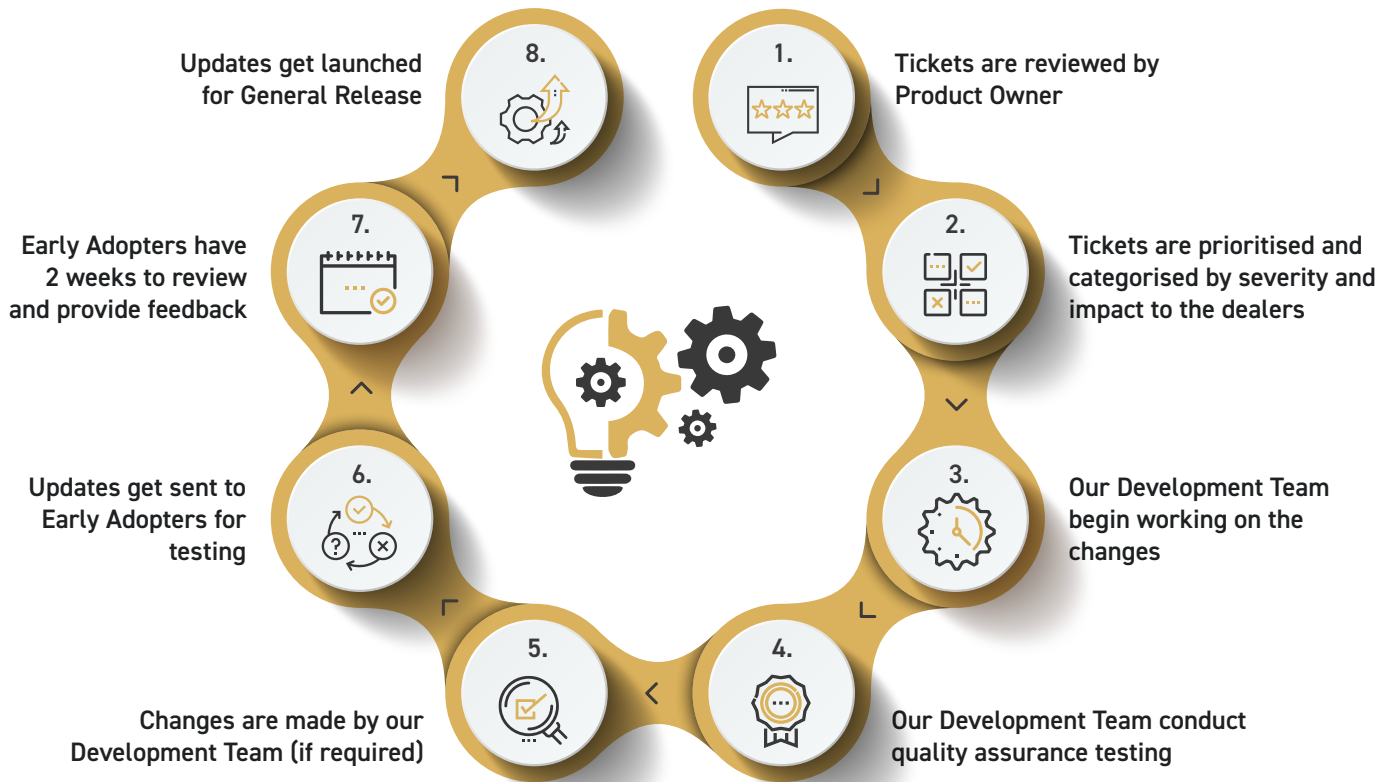 1.
Tickets are reviewed by
Product Owner
2.
Tickets are prioritised and
categorised by severity and
impact to the dealers
3.
Our Development Team
begin working on the
changes
4.
Our Development Team conduct
quality assurance testing
5.
Changes are made by our
Development Team (if required)
6.
Updates get sent to
Early Adopters for
testing
7.
Early Adopters have
2 weeks to review
and provide feedback
8.
Updates get launched
for General Release